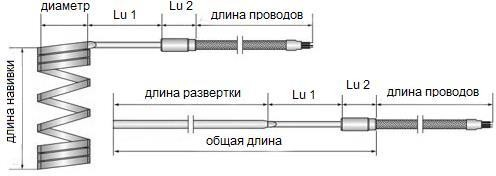 диаметр
Lu 1
Lu 2
длина проводов
длина навивки
длина развертки
Lu 1
Lu 2
длина проводов
общая длина